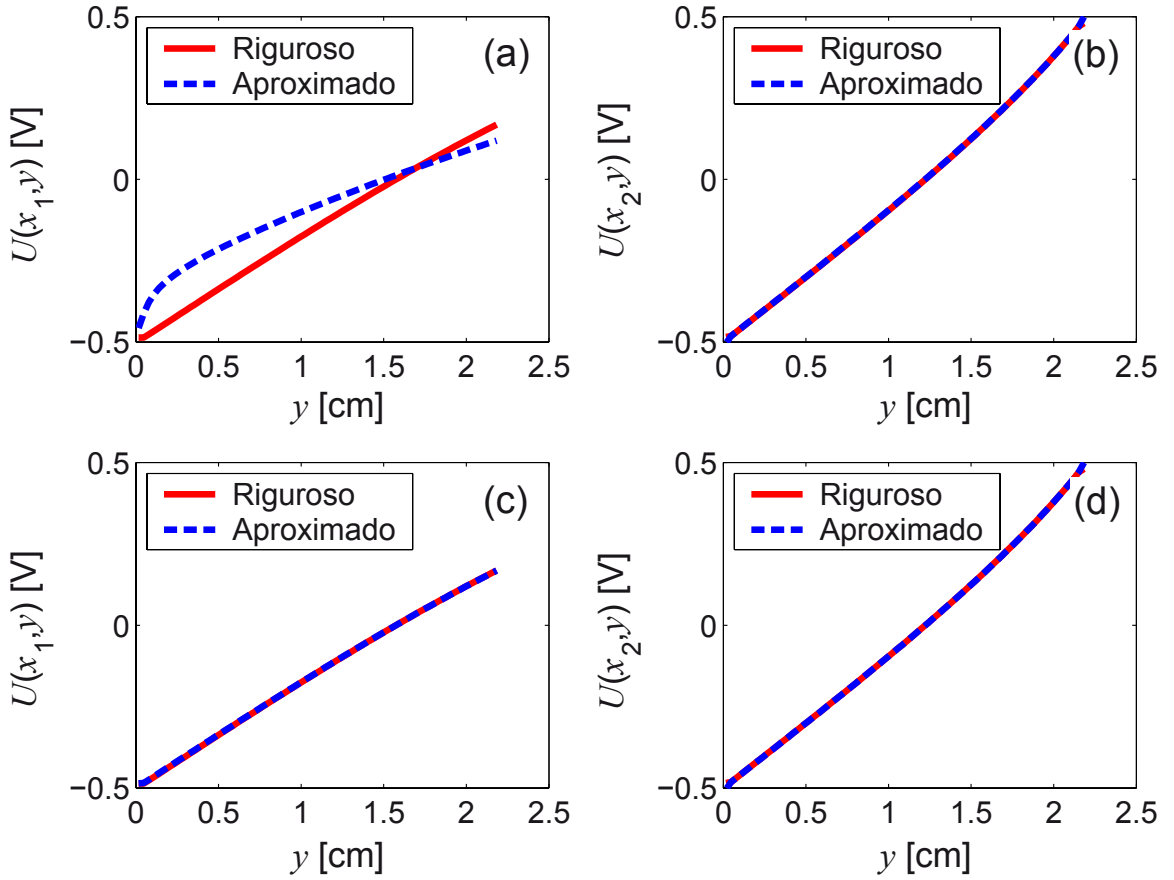 0.5
0
−0.5
0
0.5
1
1.5
2
2.5
y [cm]
U(x1,y) [V]
Riguroso
Aproximado
(a)
0.5
0
−0.5
0
0.5
1
1.5
2
2.5
y [cm]
U(x2,y) [V]
Riguroso
Aproximado
(b)
0.5
0
−0.5
0
0.5
1
1.5
2
2.5
y [cm]
U(x1,y) [V]
Riguroso
Aproximado
(c)
0.5
0
−0.5
0
0.5
1
1.5
2
2.5
y [cm]
U(x2,y) [V]
Riguroso
Aproximado
(d)